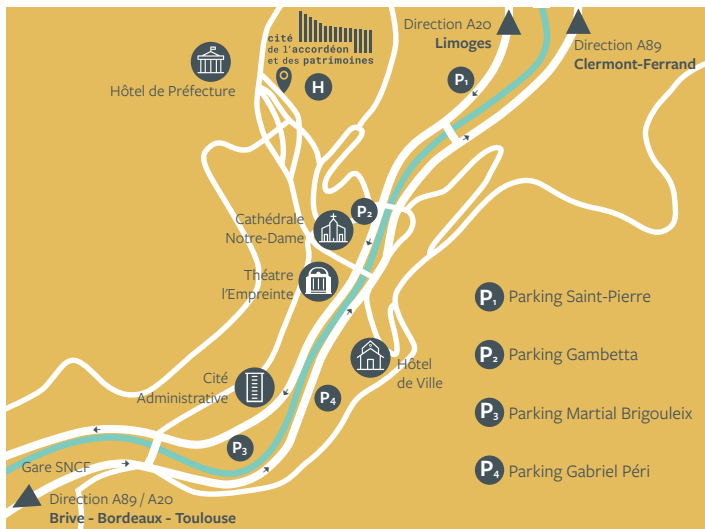 cité
de l'accordéon
et des patrimoines
Direction A20
Limoges
Direction A89
Clermont-Ferrand
Hôtel de Préfecture
H
P1
P2
Cathédrale
Notre-Dame
Théatre
l'Empreinte
P1 Parking Saint-Pierre
P2 Parking Gambetta
Hôtel
de Ville
Cité
Administrative
P4
P3 Parking Martial Brigouleix
P3
Gare SNCF
P4 Parking Gabriel Péri
Direction A89 / A20
Brive - Bordeaux - Toulouse